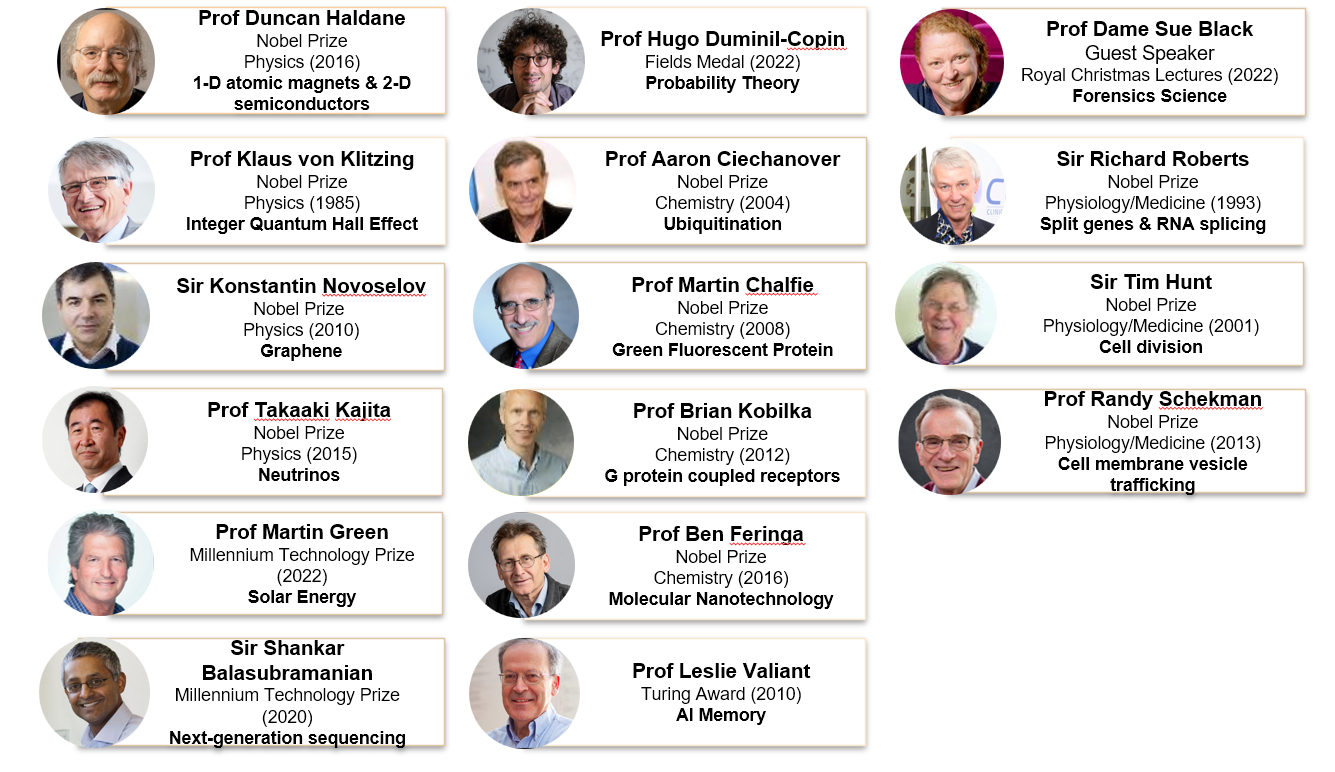 Prof Duncan Haldane
Nobel Prize
Physics (2016)
1-D atomic magnets & 2-D
semiconductors
Prof Hugo Duminil-Copin
Fields Medal (2022)
Probability Theory
Prof Dame Sue Black
Guest Speaker
Royal Christmas Lectures (2022)
Forensics Science
Prof Klaus von Klitzing
Nobel Prize
Physics (1985)
Integer Quantum Hall Effect
Prof Aaron Ciechanover
Nobel Prize
Chemistry (2004)
Ubiquitination
Sir Richard Roberts
Nobel Prize
Physiology/Medicine (1993)
Split genes & RNA splicing
Sir Konstantin Novoselov
Nobel Prize
Physics (2010)
Graphene
Prof Martin Chalfie
Nobel Prize
Chemistry (2008)
Green Fluorescent Protein
Sir Tim Hunt
Nobel Prize
Physiology/Medicine (2001)
Cell division
Prof Takaaki Kajita
Nobel Prize
Physics (2015)
Neutrinos
Prof Brian Kobilka
Nobel Prize
Chemistry (2012)
G protein coupled receptors
Prof Randy Schekman
Nobel Prize
Physiology/Medicine (2013)
Cell membrane vesicle
trafficking
Prof Martin Green
Millennium Technology Prize
(2022)
Solar Energy
Prof Ben Feringa
Nobel Prize
Chemistry (2016)
Molecular Nanotechnology
Sir Shankar
Balasubramanian
Millennium Technology Prize
(2020)
Next-generation sequencing
Prof Leslie Valiant
Turing Award (2010)
AI Memory